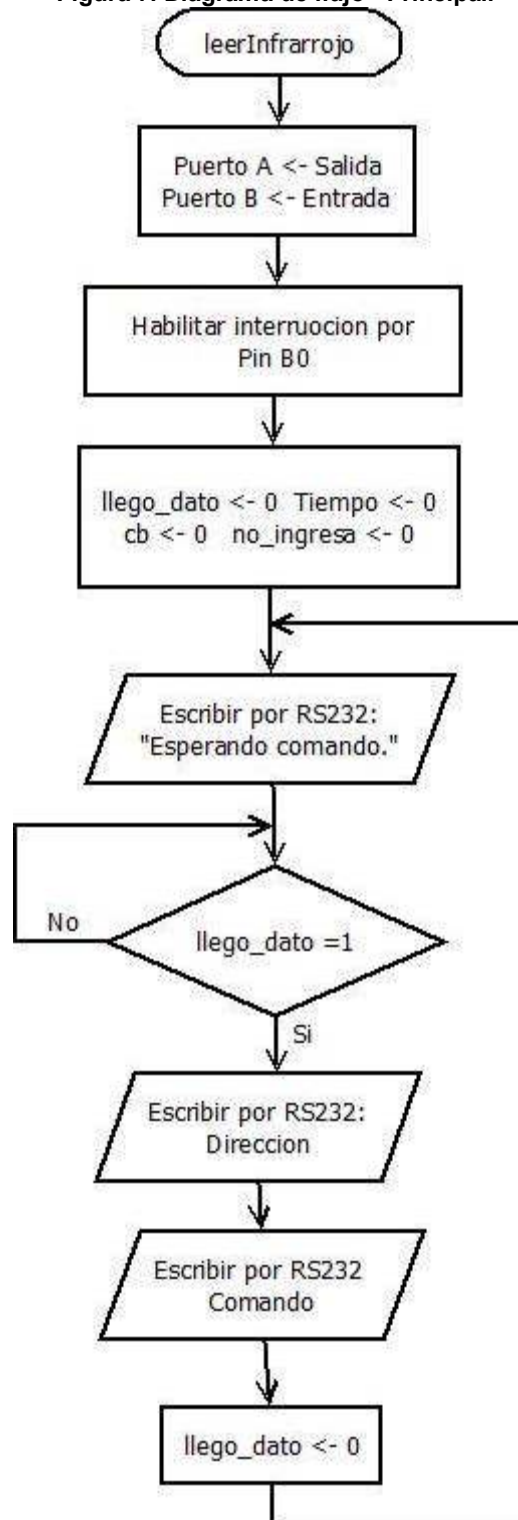 leerInfrarrojo
Puerto A <- Salida
Puerto B <- Entrada
Habilitar interruocion por
Pin B0
llego_dato <- 0 Tiempo <- 0
cb <- 0 no_ingresa <- 0
Escribir por RS232:
"Esperando comando."
No
llego_dato =1
Si
Escribir por RS232:
Direccion
Escribir por RS232
Comando
llego_dato <- 0